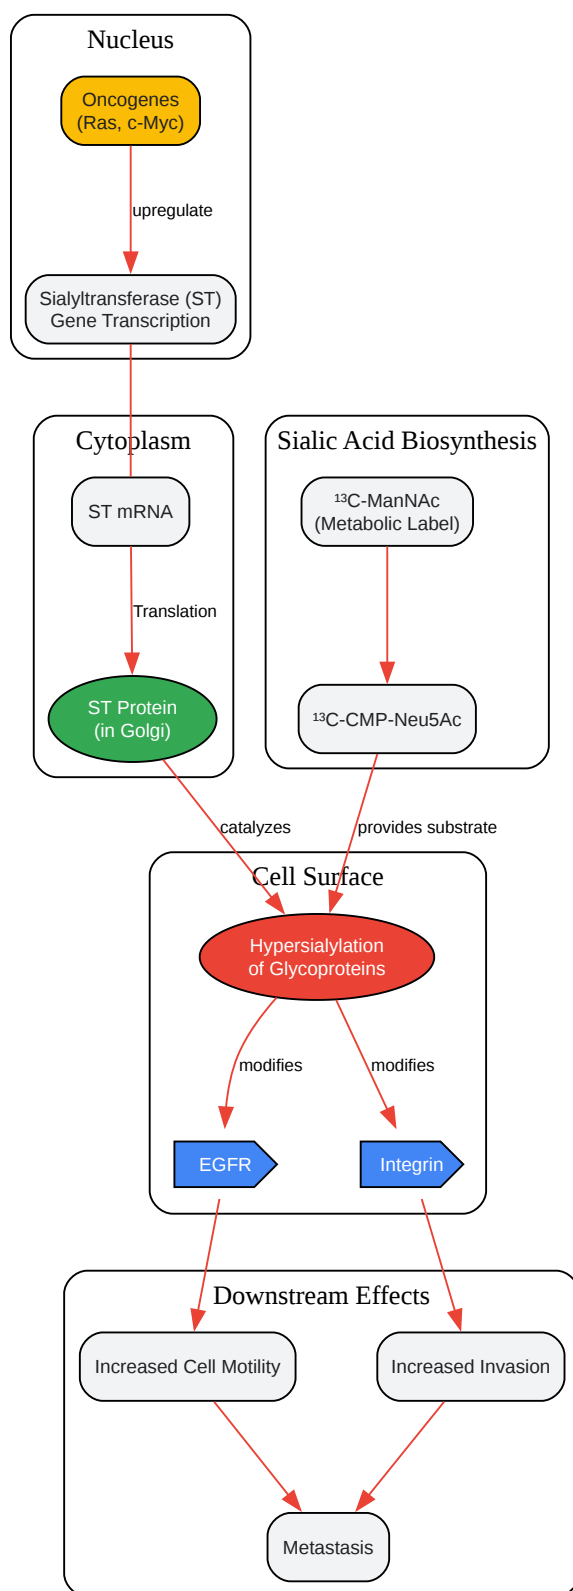 Nucleus
Oncogenes
(Ras, c-Myc)
upregulate
Sialyltransferase (ST)
Gene Transcription
Cytoplasm
Sialic Acid Biosynthesis
ST mRNA
¹³C-ManNAc
(Metabolic Label)
Translation
ST Protein
(in Golgi)
¹³C-CMP-Neu5Ac
catalyzes
provides substrate
Cell Surface
Hypersialylation
of Glycoproteins
modifies
modifies
EGFR
Integrin
Downstream Effects
Increased Cell Motility
Increased Invasion
Metastasis